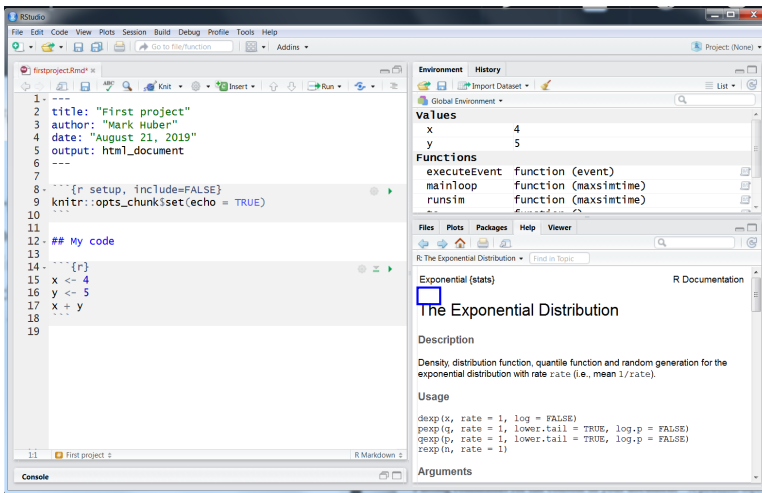 RStudio
File Edit Code View Plots Session Build Debug Profile Tools Help
Go to file/function Addins Project: (None)
firstproject.Rmd* ×
ABC Knit Insert Run
1 ---
2 title: "First project"
3 author: "Mark Huber"
4 date: "August 21, 2019"
5 output: html_document
6 ---
7
8 ```{r setup, include=FALSE}
9 knitr::opts_chunk$set(echo = TRUE)
10 ```
11
12 ## My code
13
14 ```{r}
15 x <- 4
16 y <- 5
17 x + y
18 ```
19
1:1 First project R Markdown
Console
Environment History
Import Dataset List
Global Environment
Values
x 4
y 5
Functions
executeEvent function (event)
mainloop function (maxsimtime)
runsim function (maxsimtime)
Files Plots Packages Help Viewer
R: The Exponential Distribution Find in Topic
Exponential {stats} R Documentation
The Exponential Distribution
Description
Density, distribution function, quantile function and random generation for the
exponential distribution with rate rate (i.e., mean 1/rate).
Usage
dexp(x, rate = 1, log = FALSE)
pexp(q, rate = 1, lower.tail = TRUE, log.p = FALSE)
qexp(p, rate = 1, lower.tail = TRUE, log.p = FALSE)
rexp(n, rate = 1)
Arguments